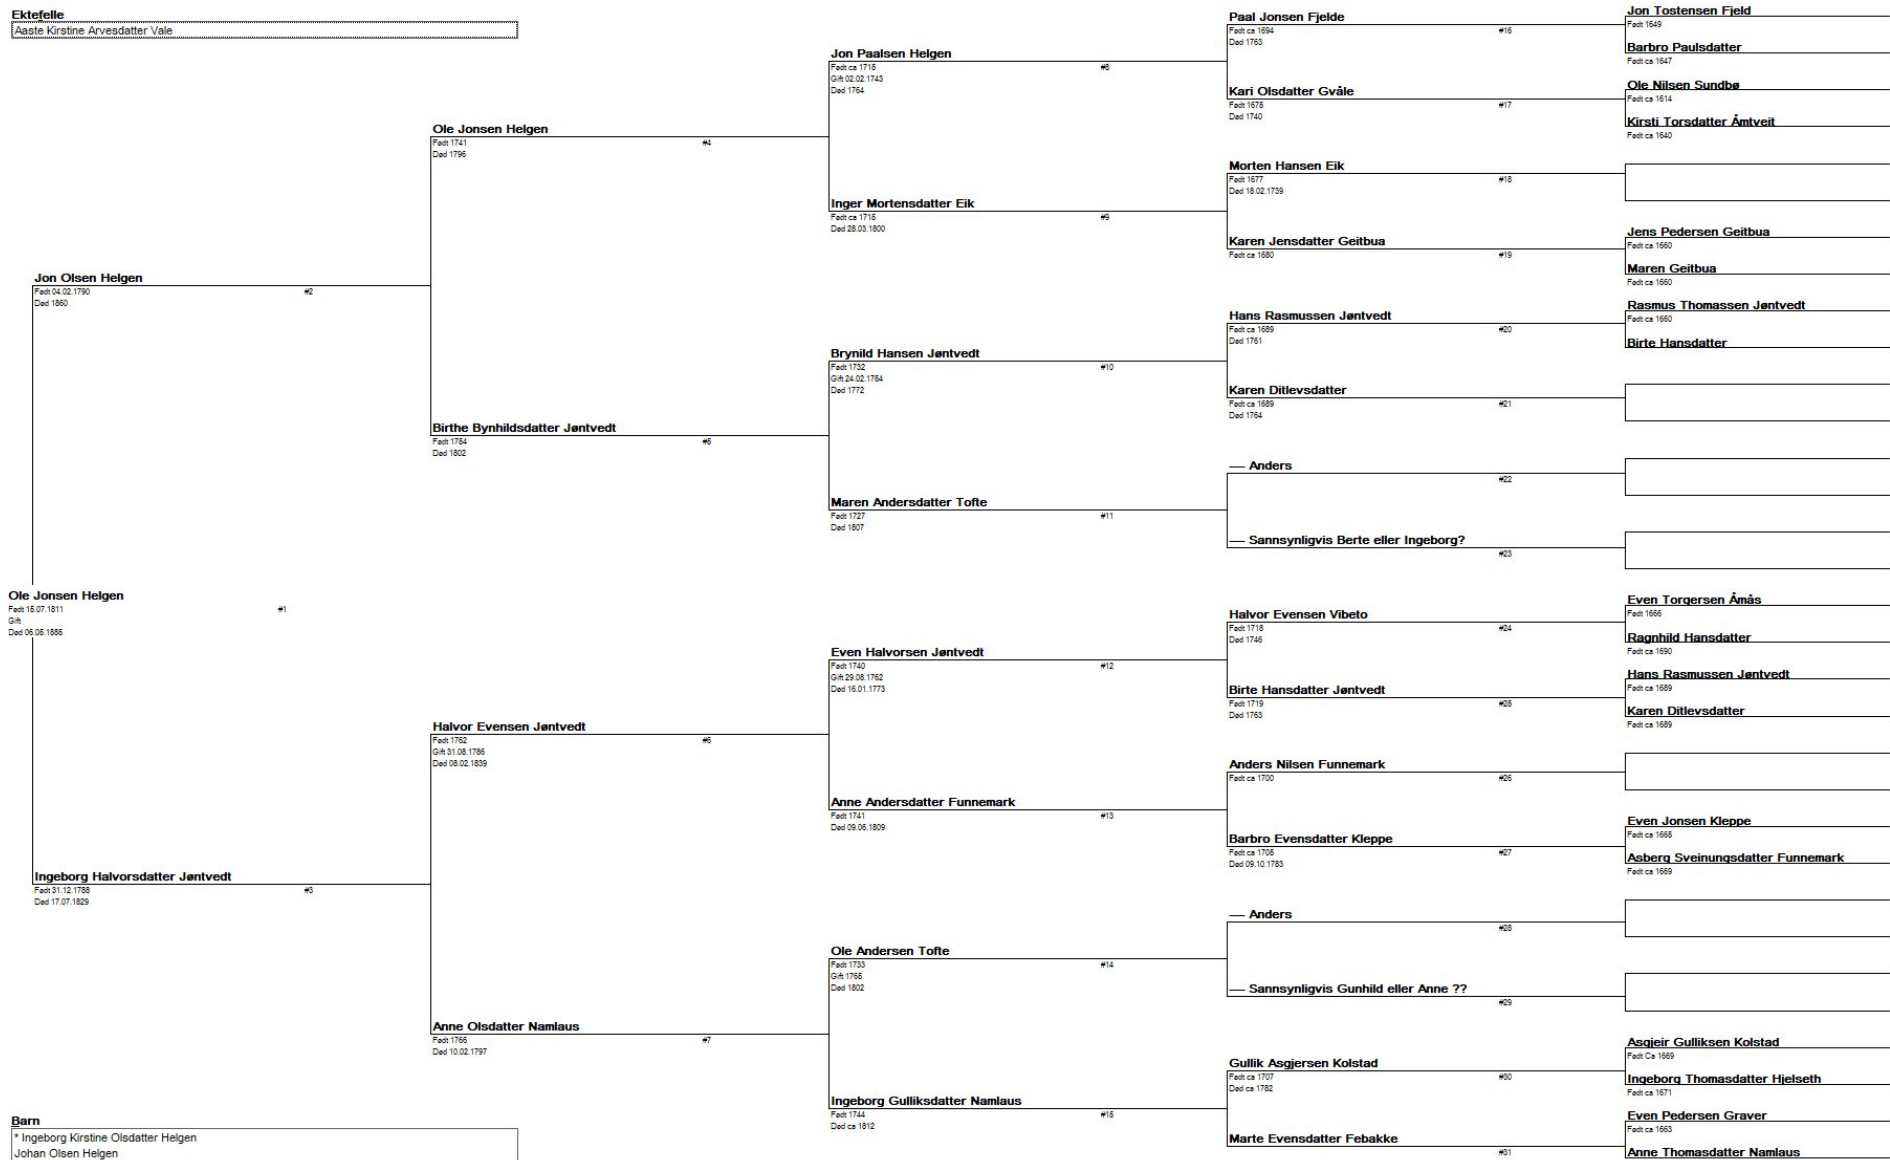 Ektefelle
Aaste Kirstine Arvesdatter Vale
Ole Jonsen Helgen
Født 15.07.1811
#1
Gift
Død 06.05.1885
Barn
* Ingeborg Kirstine Olsdatter Helgen
Johan Olsen Helgen
Jon Olsen Helgen
Født 04.02.1790
#2
Død 1860
Ingeborg Halvorsdatter Jøntvedt
Født 31.12.1788
#3
Død 17.07.1829
Ole Jonsen Helgen
Født 1741
#4
Død 1796
Birthe Bynhildsdatter Jøntvedt
Født 1754
#5
Død 1802
Halvor Evensen Jøntvedt
Født 1762
#6
Gift 31.08.1786
Død 08.02.1839
Anne Olsdatter Namlaus
Født 1766
#7
Død 10.02.1797
Jon Paalsen Helgen
Født ca 1715
#8
Gift 02.02.1743
Død 1764
Inger Mortensdatter Eik
Født ca 1715
#9
Død 28.03.1800
Brynild Hansen Jøntvedt
Født 1732
#10
Gift 24.02.1754
Død 1772
Maren Andersdatter Tofte
Født 1727
#11
Død 1807
Even Halvorsen Jøntvedt
Født 1740
#12
Gift 29.08.1762
Død 16.01.1773
Anne Andersdatter Funnemark
Født 1741
#13
Død 09.06.1809
Ole Andersen Tofte
Født 1733
#14
Gift 1765
Død 1802
Ingeborg Gulliksdatter Namlaus
Født 1744
#15
Død ca 1812
Paal Jonsen Fjelde
Født ca 1694
#16
Død 1763
Kari Olsdatter Gvåle
Født 1675
#17
Død 1740
Morten Hansen Eik
Født 1677
#18
Død 18.02.1739
Karen Jensdatter Geitbua
Født ca 1680
#19
Hans Rasmussen Jøntvedt
Født ca 1689
#20
Død 1761
Karen Ditlevsdatter
Født ca 1689
#21
Død 1764
— Anders
#22
— Sannsynligvis Berte eller Ingeborg?
#23
Halvor Evensen Vibeto
Født 1718
#24
Død 1746
Birte Hansdatter Jøntvedt
Født 1719
#25
Død 1763
Anders Nilsen Funnemark
Født ca 1700
#26
Barbro Evensdatter Kleppe
Født ca 1705
#27
Død 09.10.1783
— Anders
#28
— Sannsynligvis Gunhild eller Anne ??
#29
Gullik Asgjersen Kolstad
Født ca 1707
#30
Død ca 1782
Marte Evensdatter Febakke
#31
Jon Tostensen Fjeld
Født 1649
Barbro Paulsdatter
Født ca 1647
Ole Nilsen Sundbø
Født ca 1614
Kirsti Torsdatter Åmtveit
Født ca 1640
Jens Pedersen Geitbua
Født ca 1660
Maren Geitbua
Født ca 1660
Rasmus Thomassen Jøntvedt
Født ca 1660
Birte Hansdatter
Even Torgersen Åmås
Født 1666
Ragnhild Hansdatter
Født ca 1690
Hans Rasmussen Jøntvedt
Født ca 1689
Karen Ditlevsdatter
Født ca 1689
Even Jonsen Kleppe
Født ca 1665
Asberg Sveinungsdatter Funnemark
Født ca 1669
Asgjeir Gulliksen Kolstad
Født Ca 1669
Ingeborg Thomasdatter Hjelseth
Født ca 1671
Even Pedersen Graver
Født ca 1663
Anne Thomasdatter Namlaus